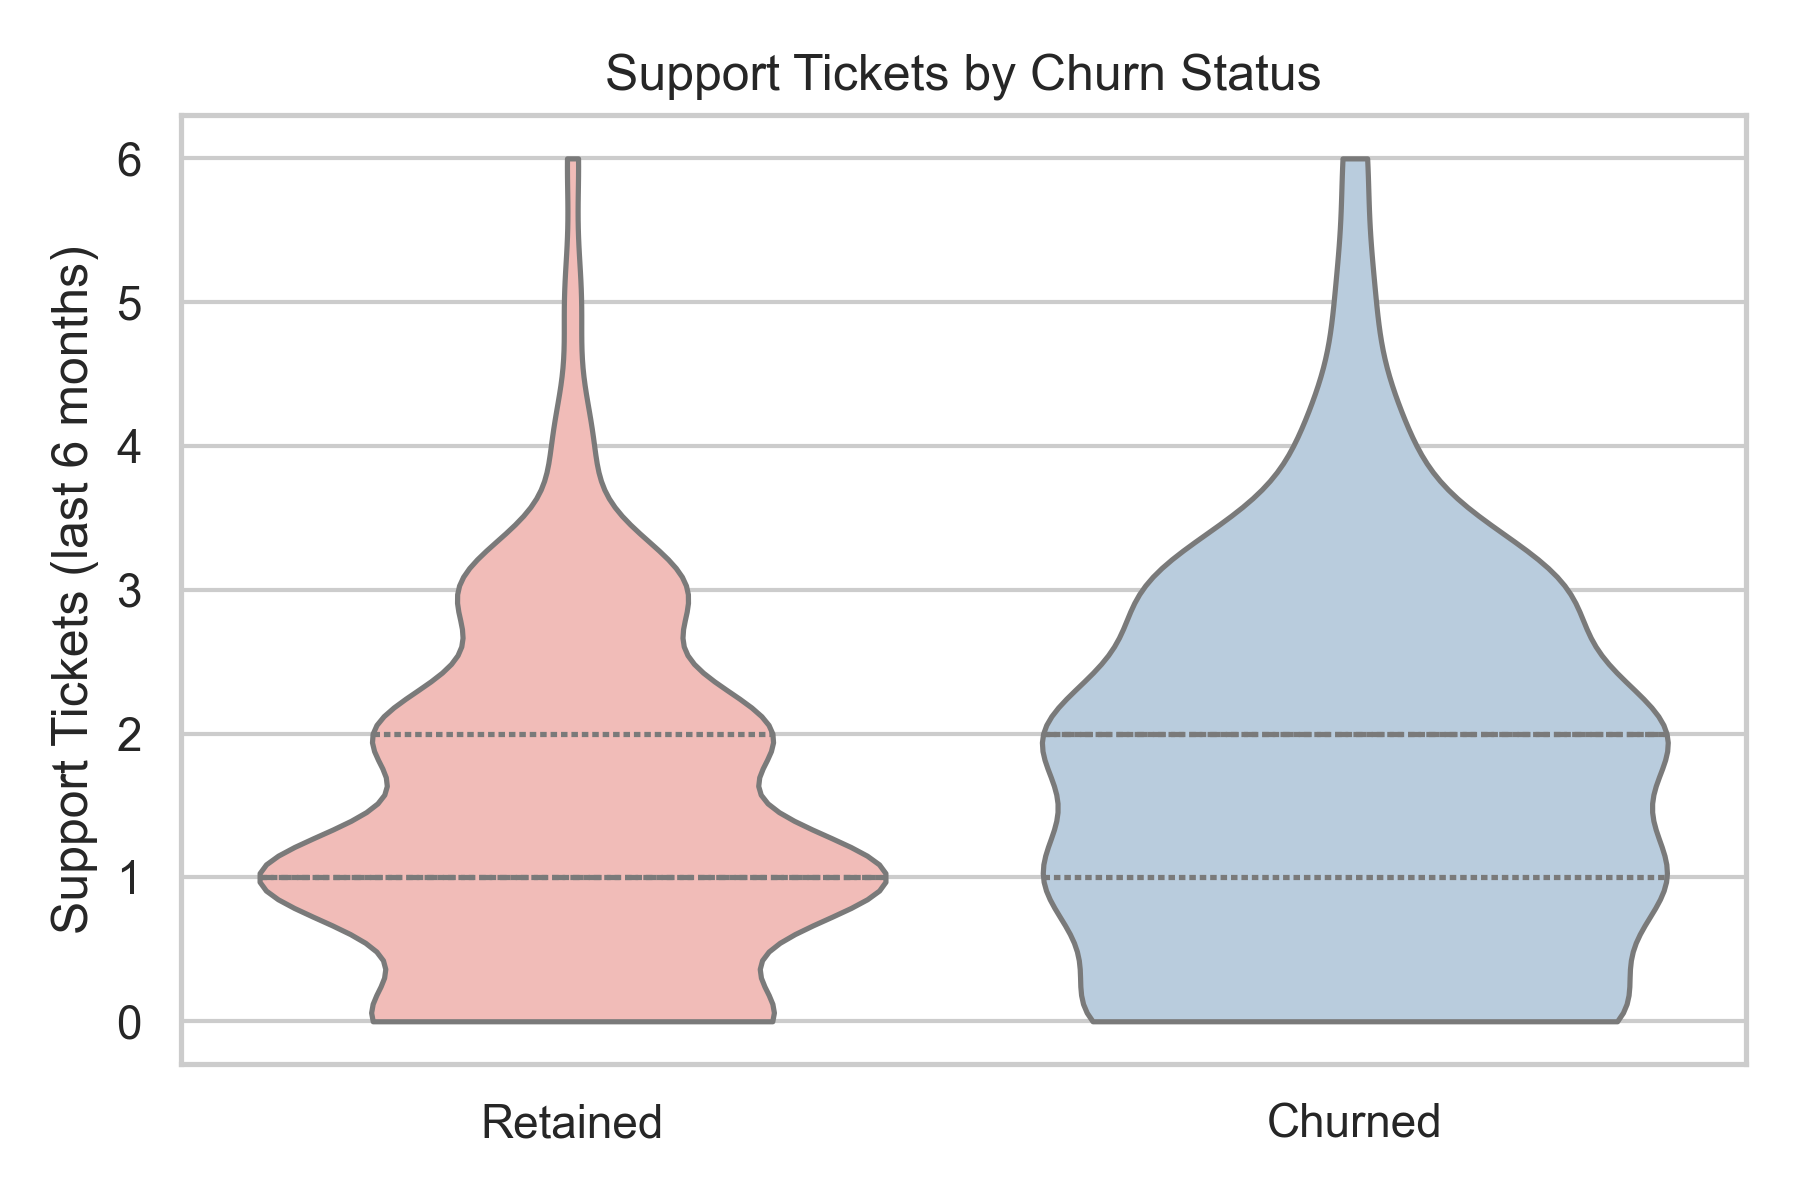 Support Tickets by Churn Status
Support Tickets (last 6 months)
6
5
4
3
2
1
0
Retained
Churned